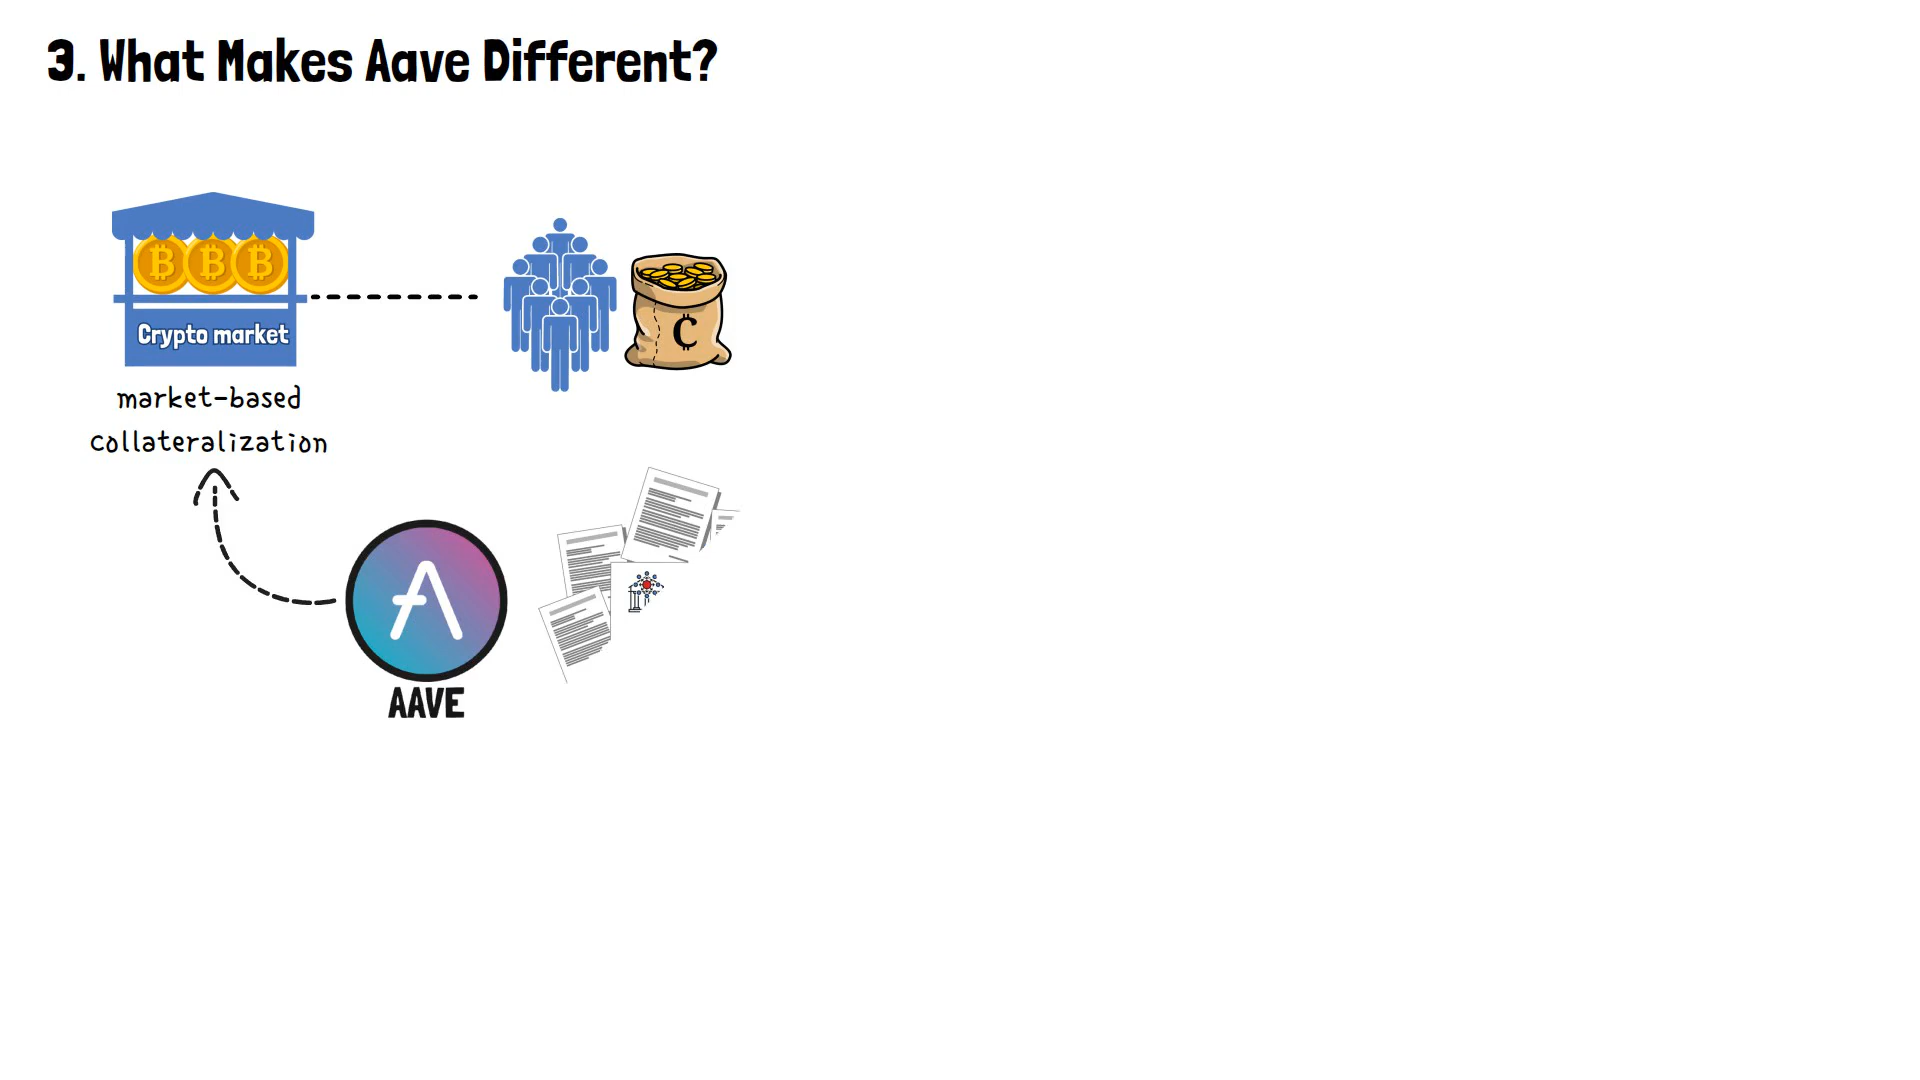 3. What Makes Aave Different?
Crypto market
market-based
collateralization
AAVE